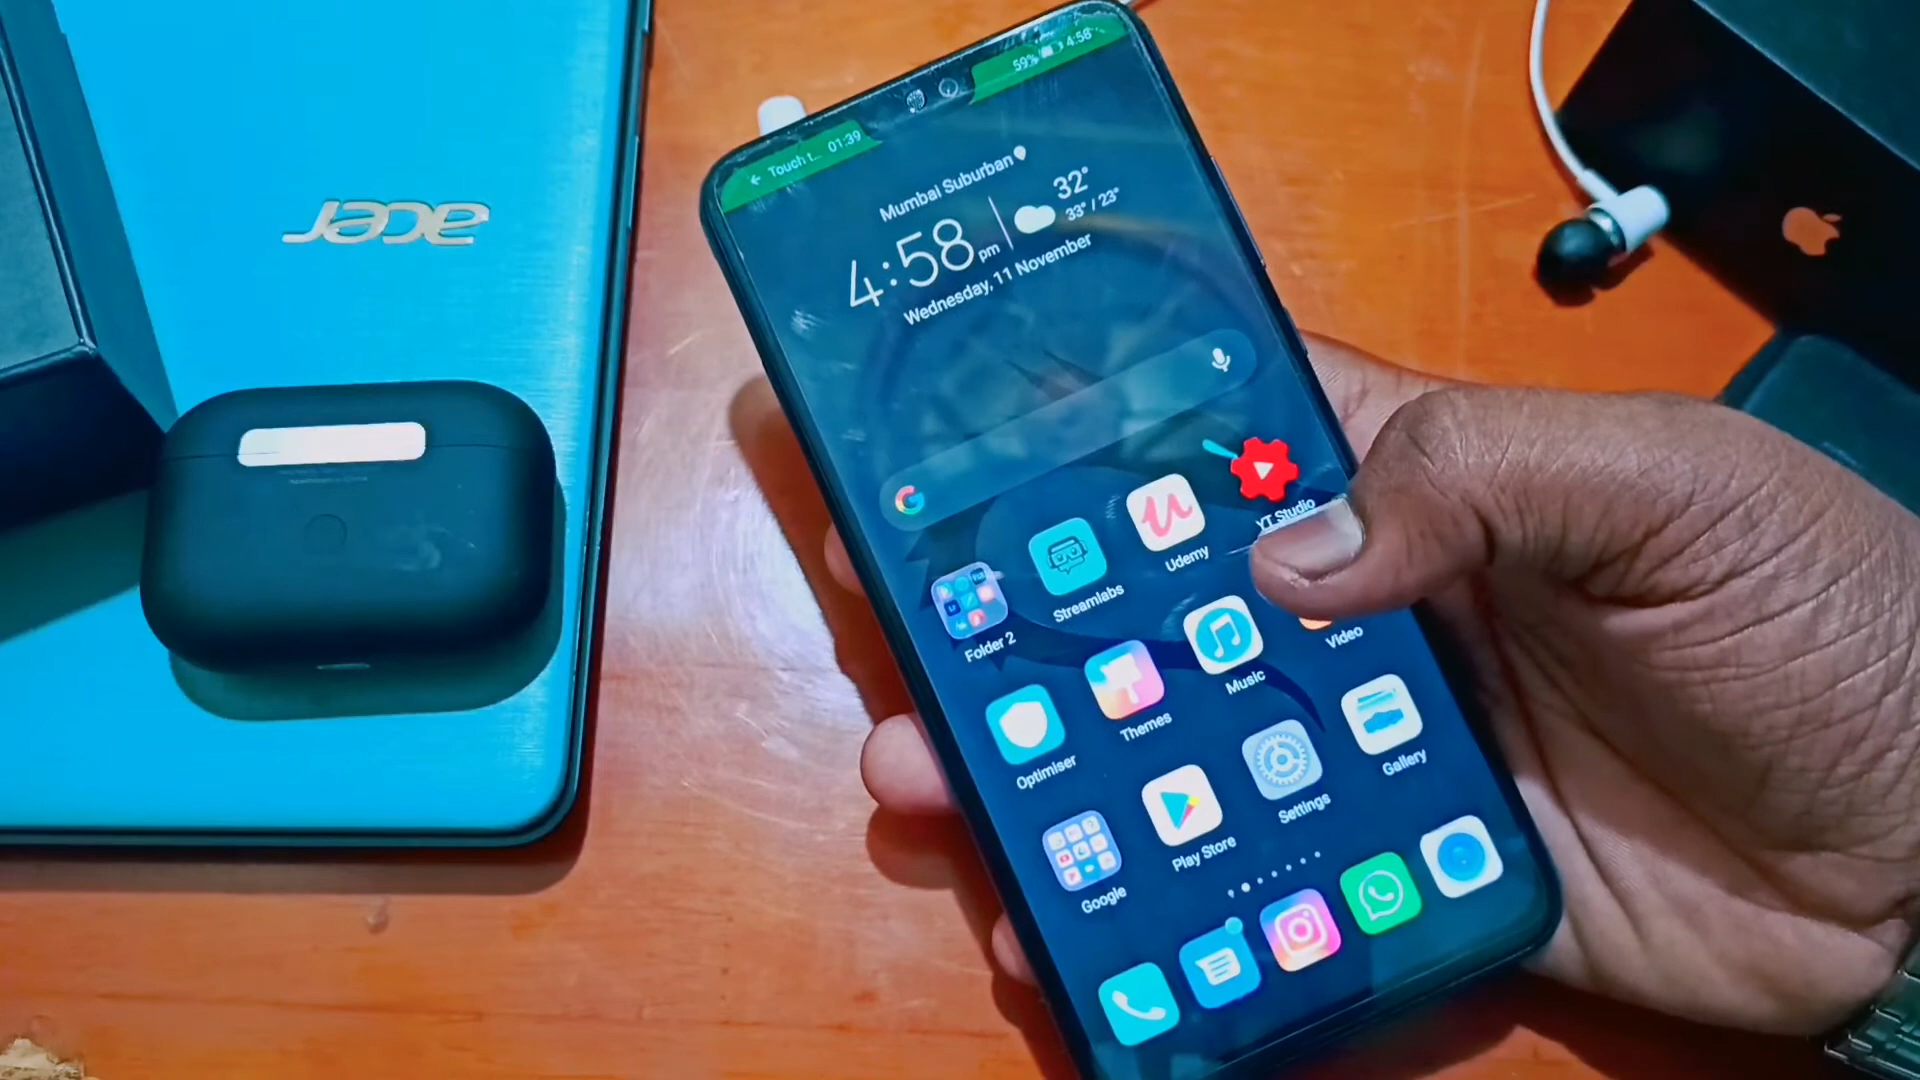 acer
← Touch t... 01:39
59% 4:58
Mumbai Suburban
4:58 pm
32°
33° / 23°
Wednesday, 11 November
YT Studio
Udemy
Streamlabs
Folder 2
Video
Music
Themes
Optimiser
Gallery
Settings
Play Store
Google